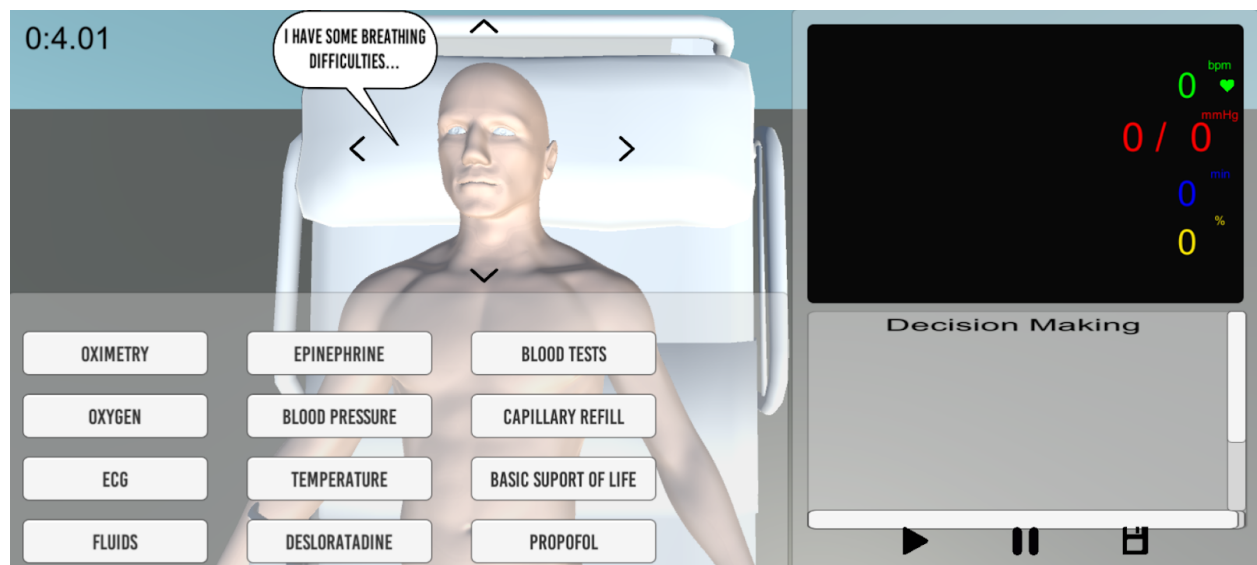 0:4.01
I HAVE SOME BREATHING
DIFFICULTIES...
bpm
0
mmHg
0 / 0
min
0
%
0
OXIMETRY
EPINEPHRINE
BLOOD TESTS
OXYGEN
BLOOD PRESSURE
CAPILLARY REFILL
ECG
TEMPERATURE
BASIC SUPORT OF LIFE
FLUIDS
DESLORATADINE
PROPOFOL
Decision Making